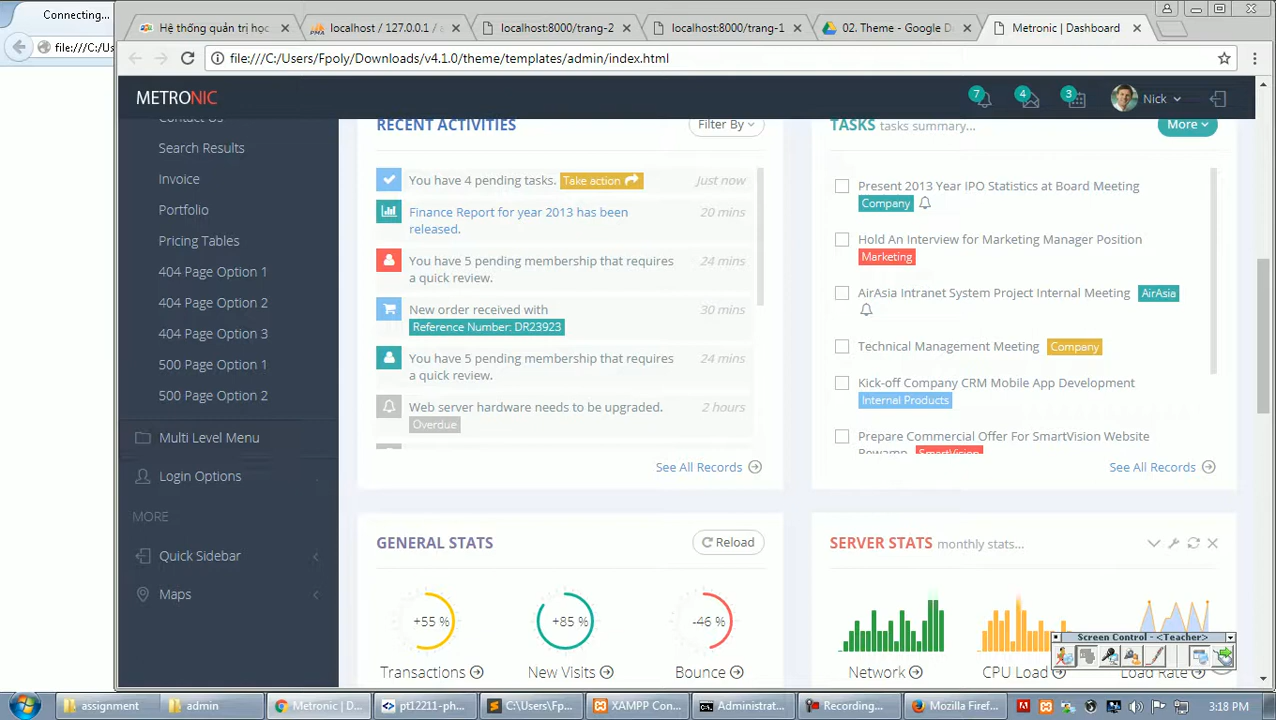 Connecting...
Hệ thống quản trị học
localhost / 127.0.0.1 /
localhost:8000/trang-2
localhost:8000/trang-1
02. Theme - Google D
Metronic | Dashboard
file:///C:/Us
file:///C:/Users/Fpoly/Downloads/v4.1.0/theme/templates/admin/index.html
METRONIC
7
4
3
Nick
Contact Us
Search Results
Invoice
Portfolio
Pricing Tables
404 Page Option 1
404 Page Option 2
404 Page Option 3
500 Page Option 1
500 Page Option 2
Multi Level Menu
Login Options
MORE
Quick Sidebar
Maps
RECENT ACTIVITIES
Filter By
You have 4 pending tasks. Take action Just now
Finance Report for year 2013 has been 20 mins
released.
You have 5 pending membership that requires 24 mins
a quick review.
New order received with 30 mins
Reference Number: DR23923
You have 5 pending membership that requires 24 mins
a quick review.
Web server hardware needs to be upgraded. 2 hours
Overdue
See All Records
TASKS tasks summary...
More
Present 2013 Year IPO Statistics at Board Meeting
Company
Hold An Interview for Marketing Manager Position
Marketing
AirAsia Intranet System Project Internal Meeting AirAsia
Technical Management Meeting Company
Kick-off Company CRM Mobile App Development
Internal Products
Prepare Commercial Offer For SmartVision Website
Rewamp SmartVision
See All Records
GENERAL STATS
Reload
+55 %
+85 %
-46 %
Transactions
New Visits
Bounce
SERVER STATS monthly stats...
Network
CPU Load
Load Rate
Screen Control - <Teacher>
assignment
admin
Metronic | D...
pt12211-ph...
C:\Users\Fp...
XAMPP Con...
Administrat...
Recording...
Mozilla Firef...
3:18 PM